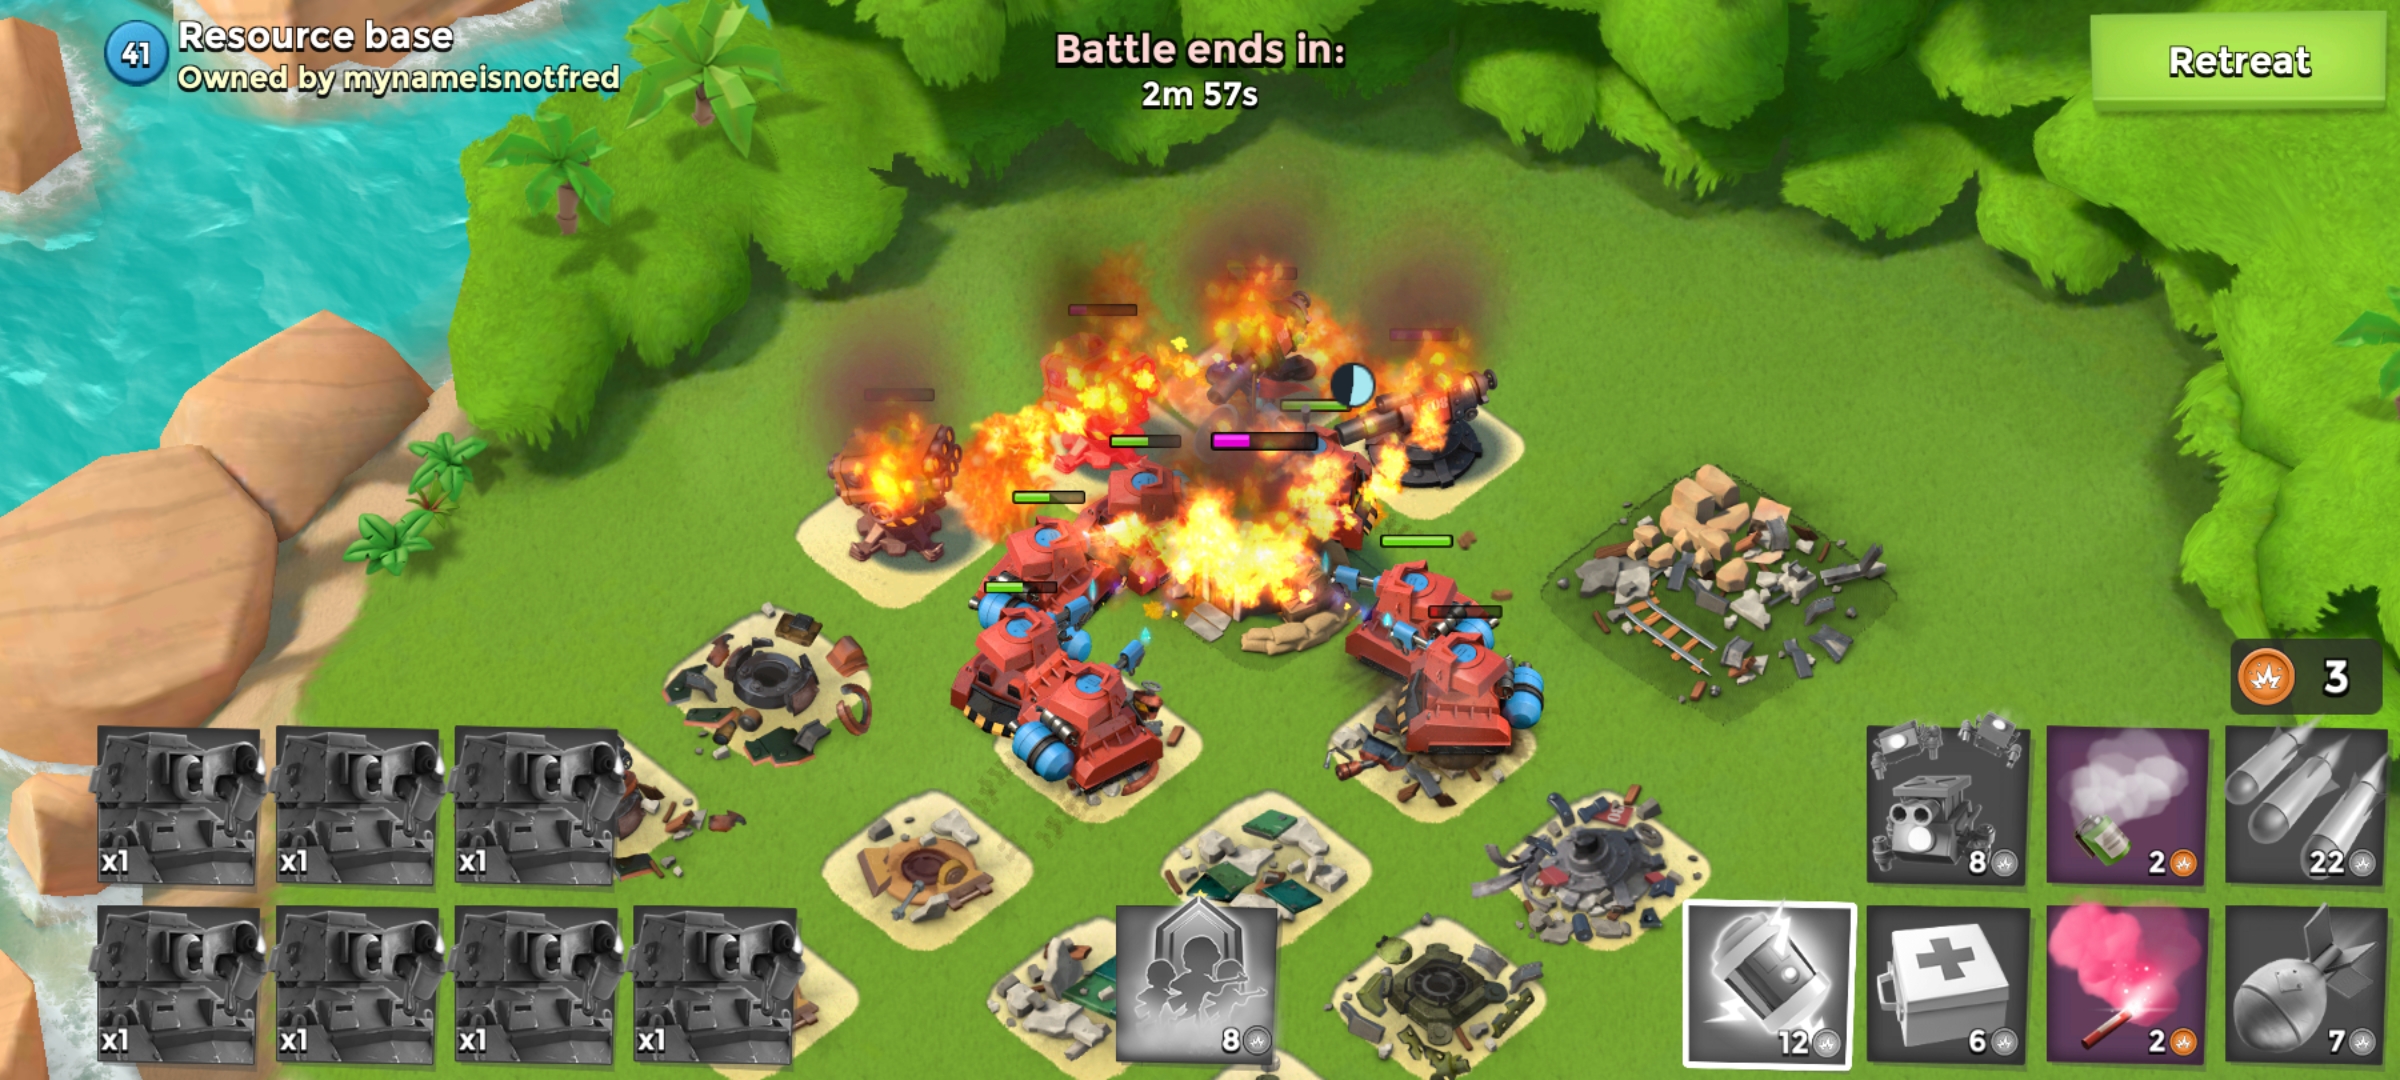 41
Resource base
Owned by mynameisnotfred
Battle ends in:
2m 57s
Retreat
3
x1
x1
x1
8
2
22
x1
x1
x1
x1
8
12
6
2
7